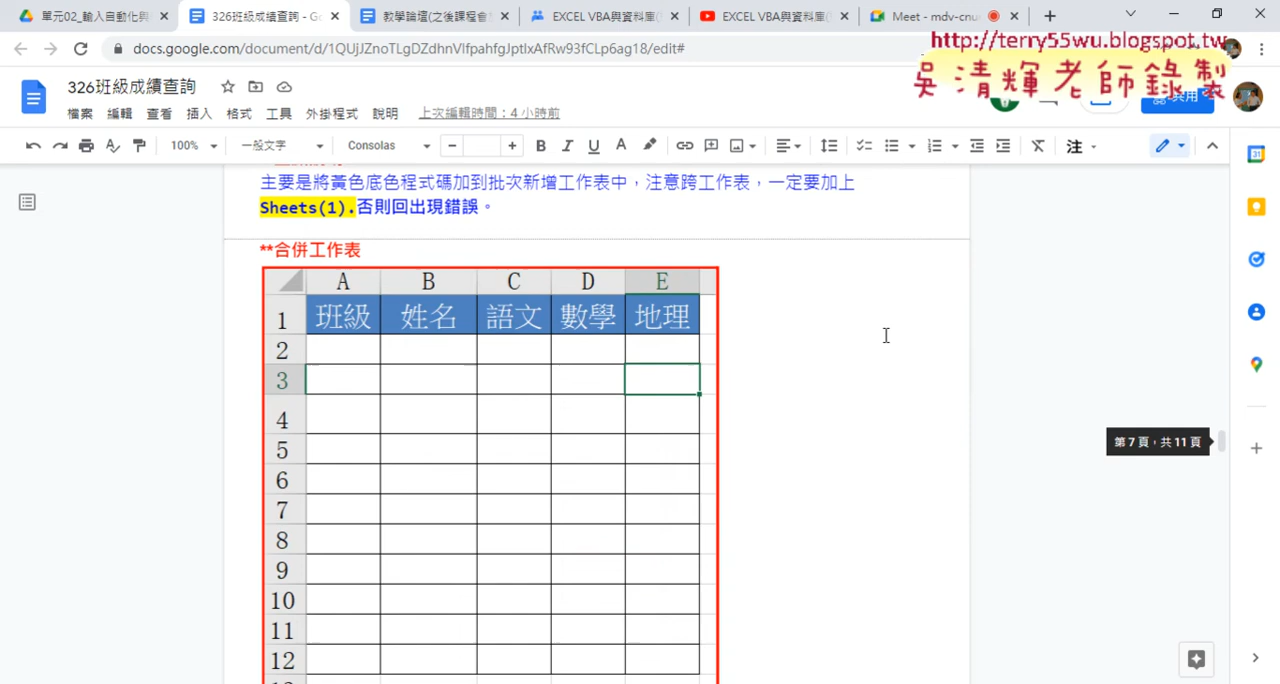 單元02_輸入自動化與
326班級成績查詢 - Go
教學論壇(之後課程會
EXCEL VBA與資料庫(
EXCEL VBA與資料庫(
Meet - mdv-cnu
docs.google.com/document/d/1QUjJZnoTLgDZdhnVlfpahfgJptlxAfRw93fCLp6ag18/edit#
http://terry55wu.blogspot.tw
吳清輝老師錄製
326班級成績查詢
共用
檔案 編輯 查看 插入 格式 工具 外掛程式 說明 上次編輯時間：4 小時前
100% 一般文字 Consolas
主要是將黃色底色程式碼加到批次新增工作表中，注意跨工作表，一定要加上
Sheets(1).否則回出現錯誤。
**合併工作表
A B C D E
1 班級 姓名 語文 數學 地理
2
3
4
5
6
7
8
9
10
11
12
第 7 頁，共 11 頁